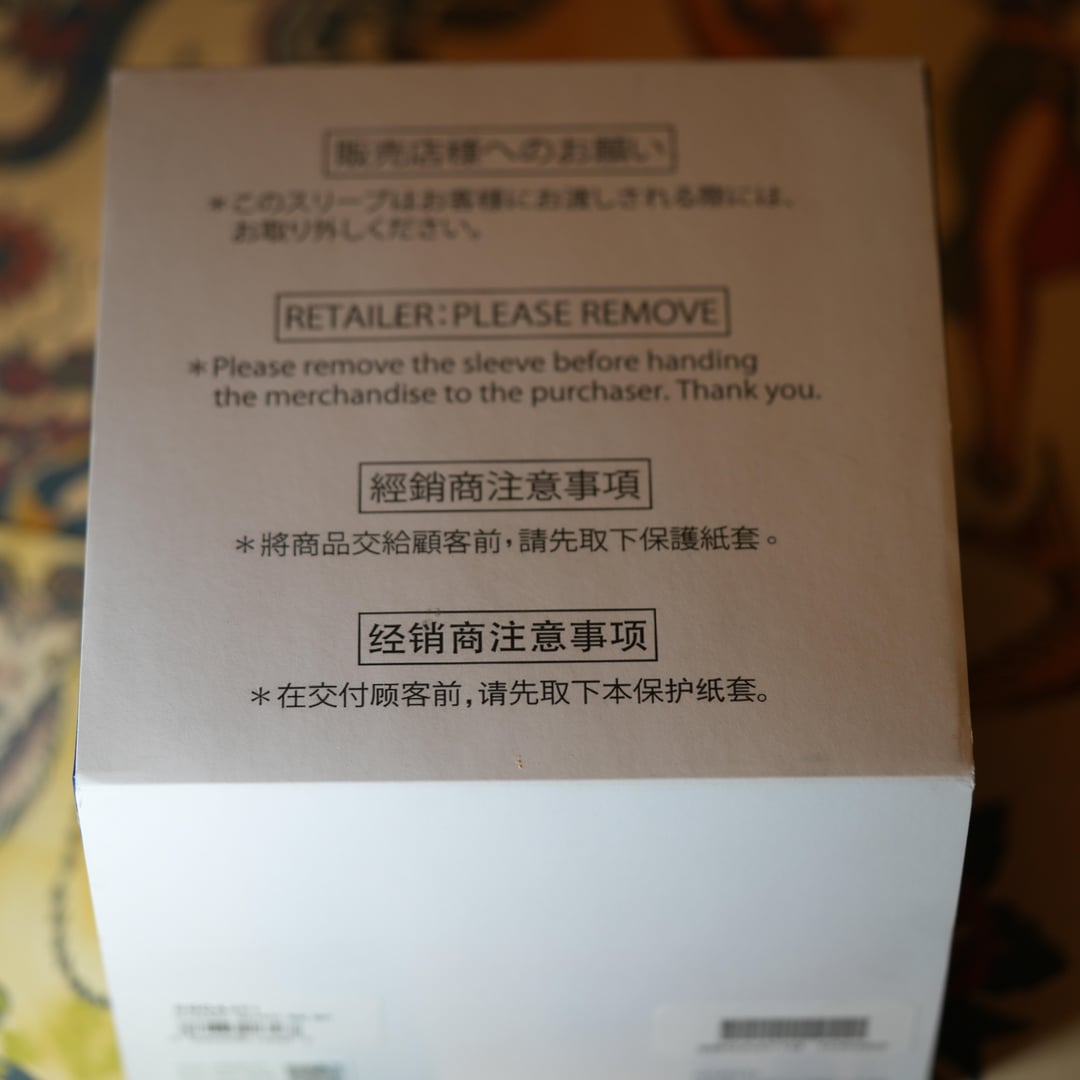 販売店様へのお願い
＊このスリーブはお客様にお渡しされる際には、
お取り外しください。
RETAILER:PLEASE REMOVE
＊Please remove the sleeve before handing
the merchandise to the purchaser. Thank you.
經銷商注意事項
＊將商品交給顧客前，請先取下保護紙套。
经销商注意事项
＊在交付顾客前，请先取下本保护纸套。